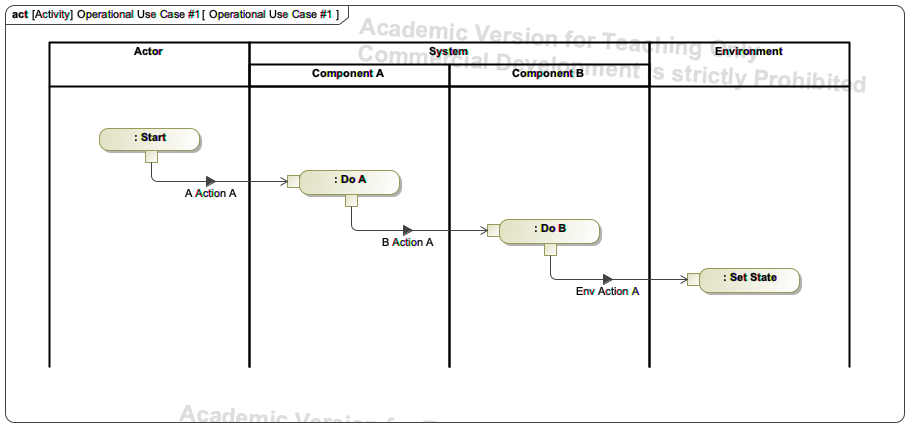 act [Activity] Operational Use Case #1 [ Operational Use Case #1 ]
Academic Version for Teaching Only
Commercial Development is strictly Prohibited
Actor
System
Environment
Component A
Component B
: Start
A Action A
: Do A
B Action A
: Do B
Env Action A
: Set State
Academic Version for